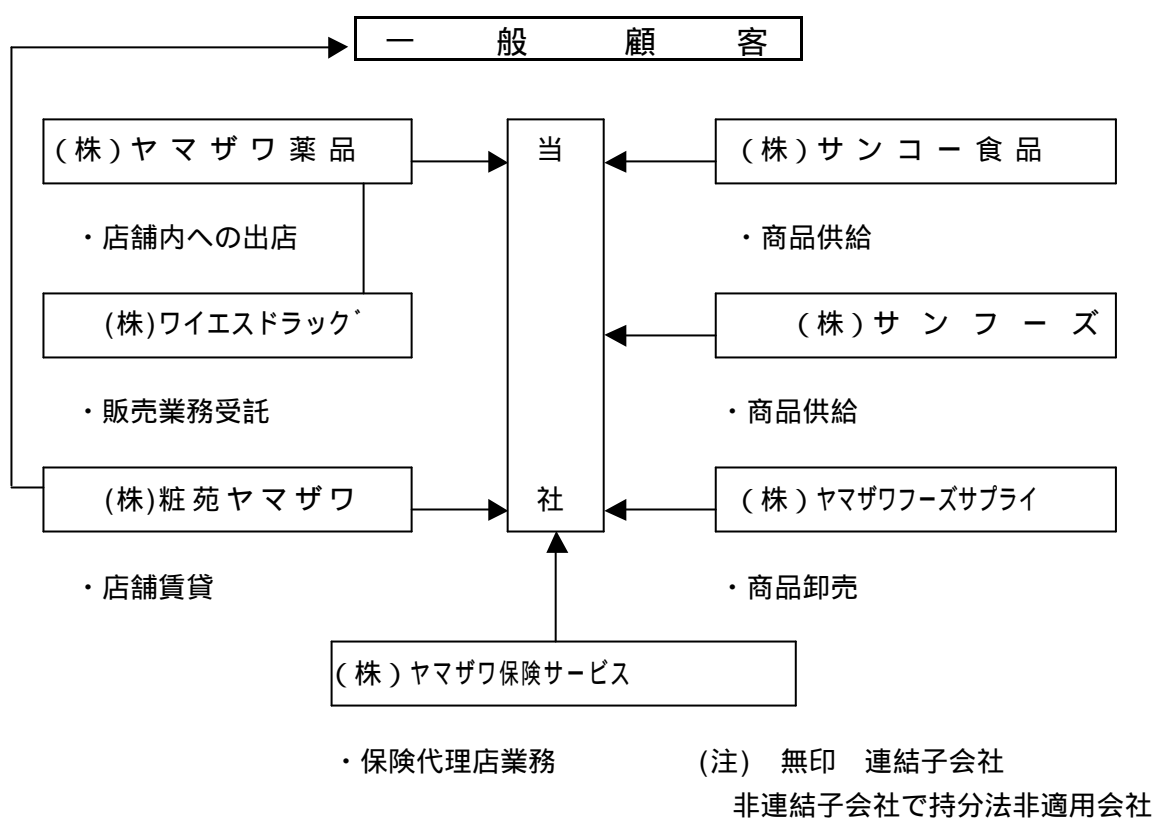 一般顧客
(株)ヤマザワ薬品
当
(株)サンコー食品
・店舗内への出店
・商品供給
(株)ワイエスドラッグ
(株)サンフーズ
・販売業務受託
・商品供給
(株)粧苑ヤマザワ
社
(株)ヤマザワフーズサプライ
・店舗賃貸
・商品卸売
(株)ヤマザワ保険サービス
・保険代理店業務
(注) 無印 連結子会社
非連結子会社で持分法非適用会社